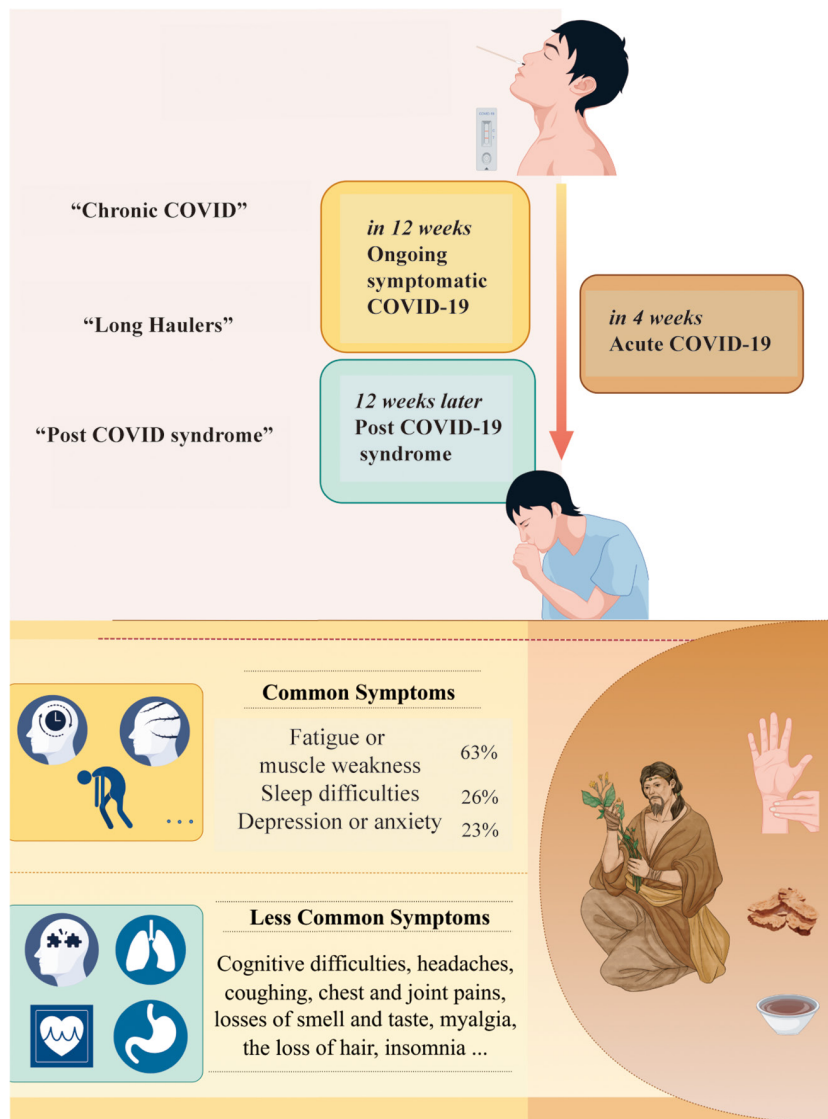 “Chronic COVID”
“Long Haulers”
“Post COVID syndrome”
in 12 weeks
Ongoing
symptomatic
COVID-19
12 weeks later
Post COVID-19
syndrome
in 4 weeks
Acute COVID-19
Common Symptoms
Fatigue or
muscle weakness 63%
Sleep difficulties 26%
Depression or anxiety 23%
...
Less Common Symptoms
Cognitive difficulties, headaches,
coughing, chest and joint pains,
losses of smell and taste, myalgia,
the loss of hair, insomnia ...